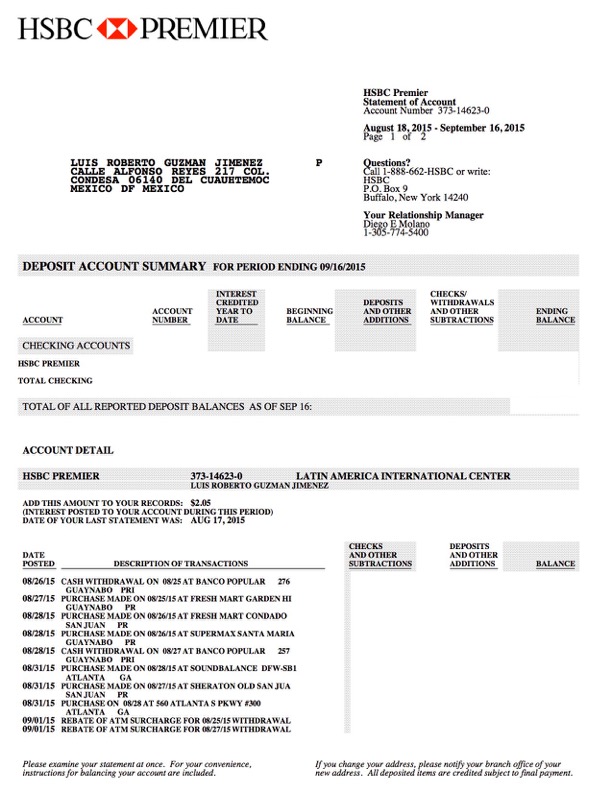 HSBC PREMIER
HSBC Premier
Statement of Account
Account Number 373-14623-0
August 18, 2015 - September 16, 2015
Page 1 of 2
LUIS ROBERTO GUZMAN JIMENEZ P
CALLE ALFONSO REYES 217 COL.
CONDESA 06140 DEL CUAUHTEMOC
MEXICO DF MEXICO
Questions?
Call 1-888-662-HSBC or write:
HSBC
P.O. Box 9
Buffalo, New York 14240
Your Relationship Manager
Diego E Molano
1-305-774-5400
DEPOSIT ACCOUNT SUMMARY FOR PERIOD ENDING 09/16/2015
ACCOUNT
ACCOUNT
NUMBER
INTEREST
CREDITED
YEAR TO
DATE
BEGINNING
BALANCE
DEPOSITS
AND OTHER
ADDITIONS
CHECKS/
WITHDRAWALS
AND OTHER
SUBTRACTIONS
ENDING
BALANCE
CHECKING ACCOUNTS
HSBC PREMIER
TOTAL CHECKING
TOTAL OF ALL REPORTED DEPOSIT BALANCES AS OF SEP 16:
ACCOUNT DETAIL
HSBC PREMIER 373-14623-0 LATIN AMERICA INTERNATIONAL CENTER
LUIS ROBERTO GUZMAN JIMENEZ
ADD THIS AMOUNT TO YOUR RECORDS: $2.05
(INTEREST POSTED TO YOUR ACCOUNT DURING THIS PERIOD)
DATE OF YOUR LAST STATEMENT WAS: AUG 17, 2015
DATE
POSTED
DESCRIPTION OF TRANSACTIONS
CHECKS
AND OTHER
SUBTRACTIONS
DEPOSITS
AND OTHER
ADDITIONS
BALANCE
08/26/15 CASH WITHDRAWAL ON 08/25 AT BANCO POPULAR 276
GUAYNABO PRI
08/27/15 PURCHASE MADE ON 08/25/15 AT FRESH MART GARDEN HI
GUAYNABO PR
08/28/15 PURCHASE MADE ON 08/26/15 AT FRESH MART CONDADO
SAN JUAN PR
08/28/15 PURCHASE MADE ON 08/26/15 AT SUPERMAX SANTA MARIA
GUAYNABO PR
08/28/15 CASH WITHDRAWAL ON 08/27 AT BANCO POPULAR 257
GUAYNABO PRI
08/31/15 PURCHASE MADE ON 08/28/15 AT SOUNDBALANCE DFW-SB1
ATLANTA GA
08/31/15 PURCHASE MADE ON 08/27/15 AT SHERATON OLD SAN JUA
SAN JUAN PR
08/31/15 PURCHASE ON 08/28 AT 560 ATLANTA S PKWY #300
ATLANTA GA
09/01/15 REBATE OF ATM SURCHARGE FOR 08/25/15 WITHDRAWAL
09/01/15 REBATE OF ATM SURCHARGE FOR 08/27/15 WITHDRAWAL
Please examine your statement at once. For your convenience,
instructions for balancing your account are included.
If you change your address, please notify your branch office of your
new address. All deposited items are credited subject to final payment.